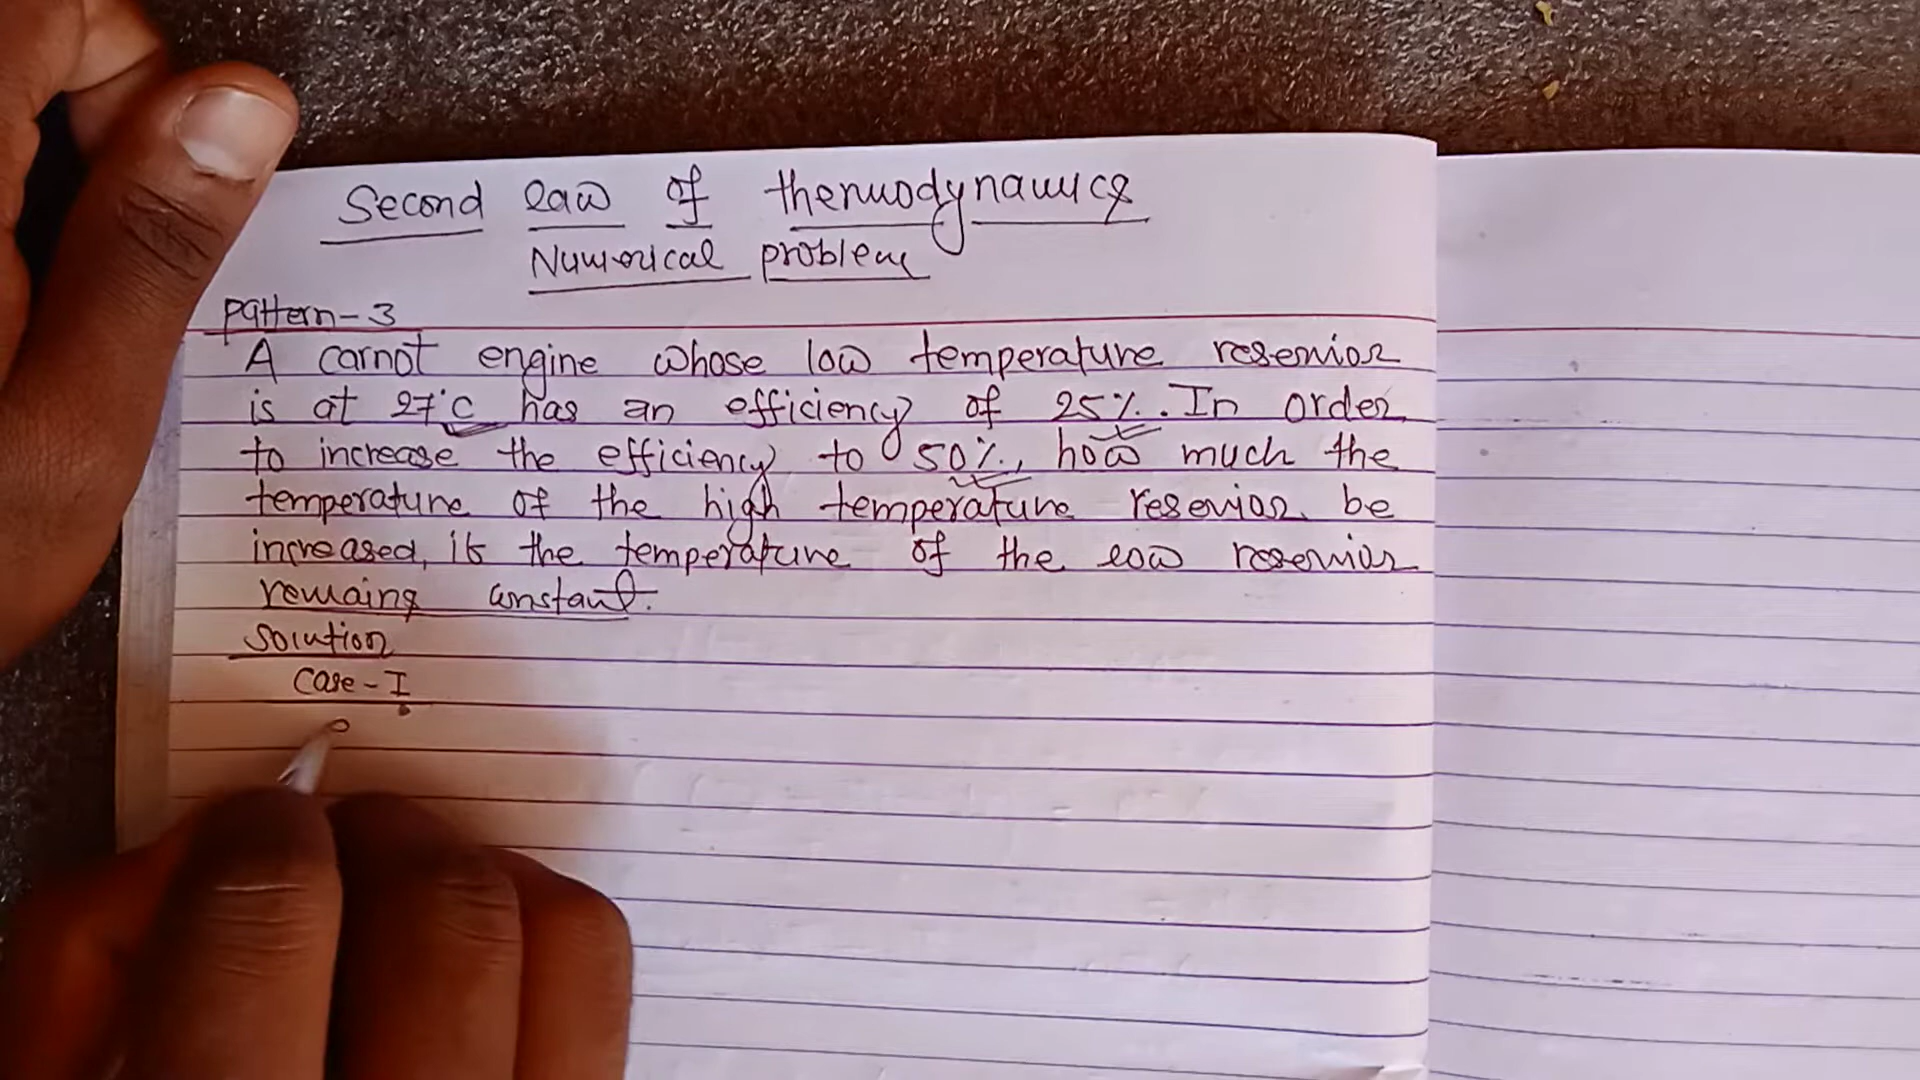 Second law of thermodynamics
Numerical problem
Pattern-3
A carnot engine whose low temperature reservior
is at 27°C has an efficiency of 25%. In order
to increase the efficiency to 50%, how much the
temperature of the high temperature reservior be
increased, if the temperature of the low reservior
remains constant.
Solution
Case-I